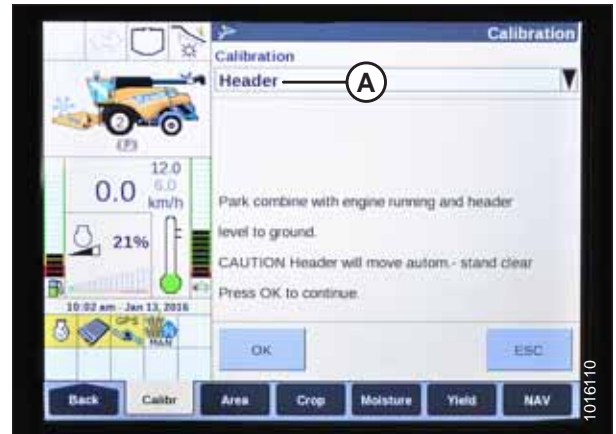 Calibration
Calibration
Header
A
2
(P)
12.0
6.0
0.0 km/h
21%
10:02 am - Jan 13, 2016
GPS
MAN
Park combine with engine running and header
level to ground.
CAUTION Header will move autom.- stand clear
Press OK to continue
OK
ESC
Back
Calibr
Area
Crop
Moisture
Yield
NAV
1016110